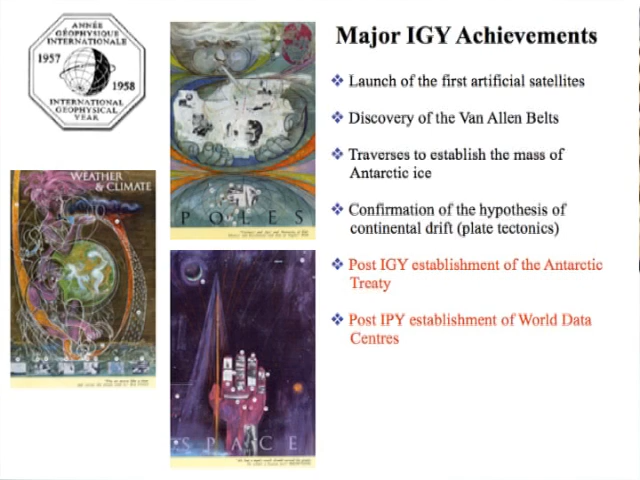 ANNÉE
GÉOPHYSIQUE
INTERNATIONALE
1957
1958
INTERNATIONAL
GEOPHYSICAL
YEAR
POLES
WEATHER
& CLIMATE
SPACE
Major IGY Achievements
❖ Launch of the first artificial satellites
❖ Discovery of the Van Allen Belts
❖ Traverses to establish the mass of
Antarctic ice
❖ Confirmation of the hypothesis of
continental drift (plate tectonics)
❖ Post IGY establishment of the Antarctic
Treaty
❖ Post IPY establishment of World Data
Centres